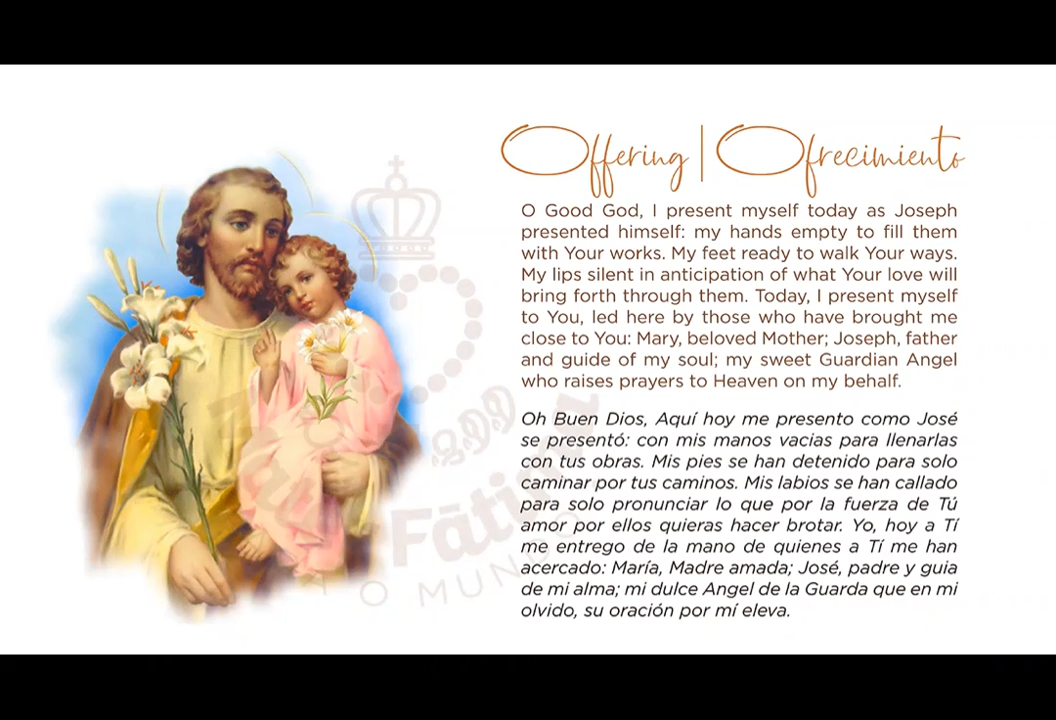 Offering | Ofrecimiento
O Good God, I present myself today as Joseph
presented himself: my hands empty to fill them
with Your works. My feet ready to walk Your ways.
My lips silent in anticipation of what Your love will
bring forth through them. Today, I present myself
to You, led here by those who have brought me
close to You: Mary, beloved Mother; Joseph, father
and guide of my soul; my sweet Guardian Angel
who raises prayers to Heaven on my behalf.
Oh Buen Dios, Aquí hoy me presento como José
se presentó: con mis manos vacias para llenarlas
con tus obras. Mis pies se han detenido para solo
caminar por tus caminos. Mis labios se han callado
para solo pronunciar lo que por la fuerza de Tú
amor por ellos quieras hacer brotar. Yo, hoy a Tí
me entrego de la mano de quienes a Tí me han
acercado: María, Madre amada; José, padre y guia
de mi alma; mi dulce Angel de la Guarda que en mi
olvido, su oración por mí eleva.
Fātima
O MUNDO